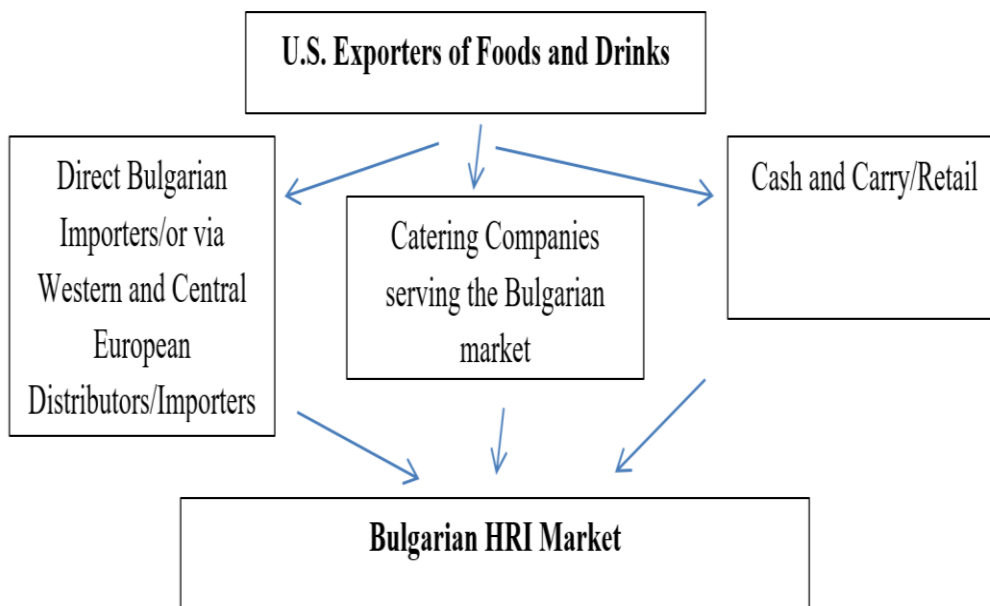 U.S. Exporters of Foods and Drinks
Direct Bulgarian
Importers/or via
Western and Central
European
Distributors/Importers
Catering Companies
serving the Bulgarian
market
Cash and Carry/Retail
Bulgarian HRI Market